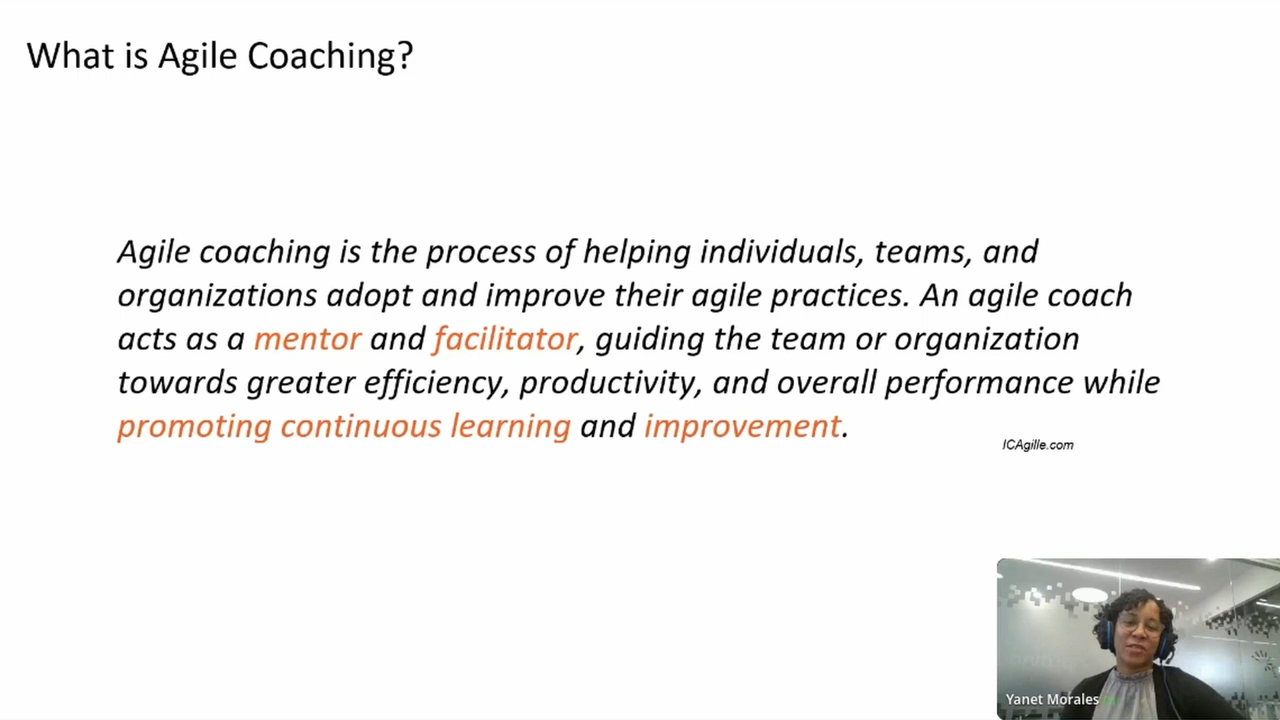 What is Agile Coaching?
Agile coaching is the process of helping individuals, teams, and
organizations adopt and improve their agile practices. An agile coach
acts as a mentor and facilitator, guiding the team or organization
towards greater efficiency, productivity, and overall performance while
promoting continuous learning and improvement.
ICAgille.com
Yanet Morales